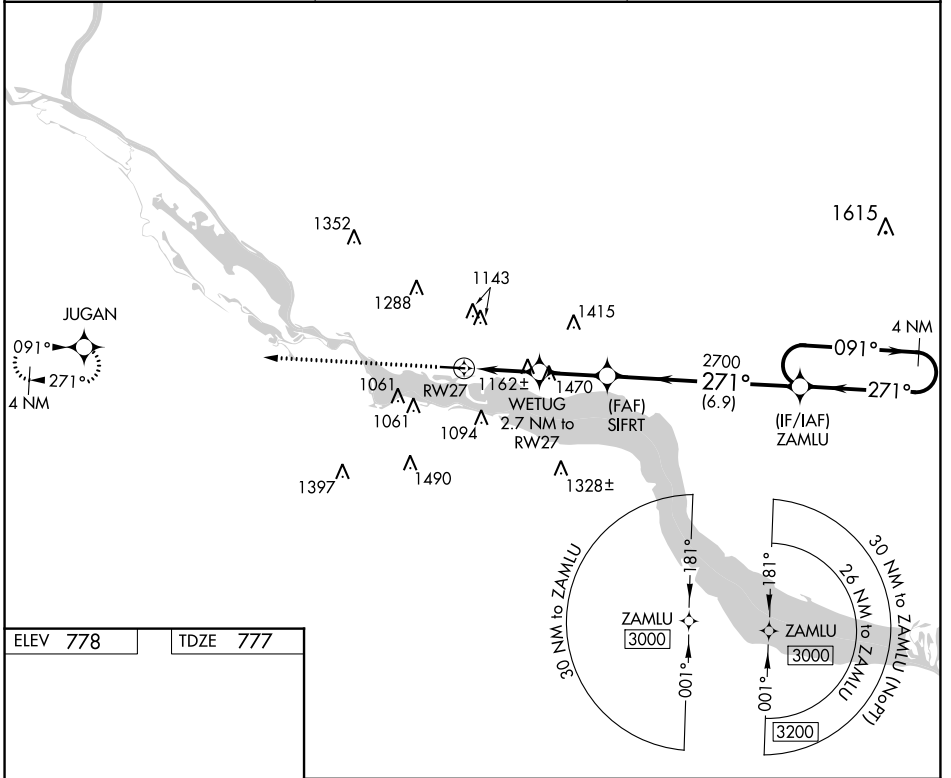 1352
1615
1288
1143
1415
JUGAN
091°
271°
4 NM
4 NM
091°
271°
2700
271°
(6.9)
(IF/IAF)
ZAMLU
(FAF)
SIFRT
1162±
1470
WETUG
2.7 NM to
RW27
RW27
1061
1061
1094
1397
1490
1328±
30 NM to ZAMLU
181°
ZAMLU
3000
001°
30 NM to ZAMLU (NoPT)
26 NM to ZAMLU
181°
ZAMLU
3000
001°
3200
ELEV 778
TDZE 777